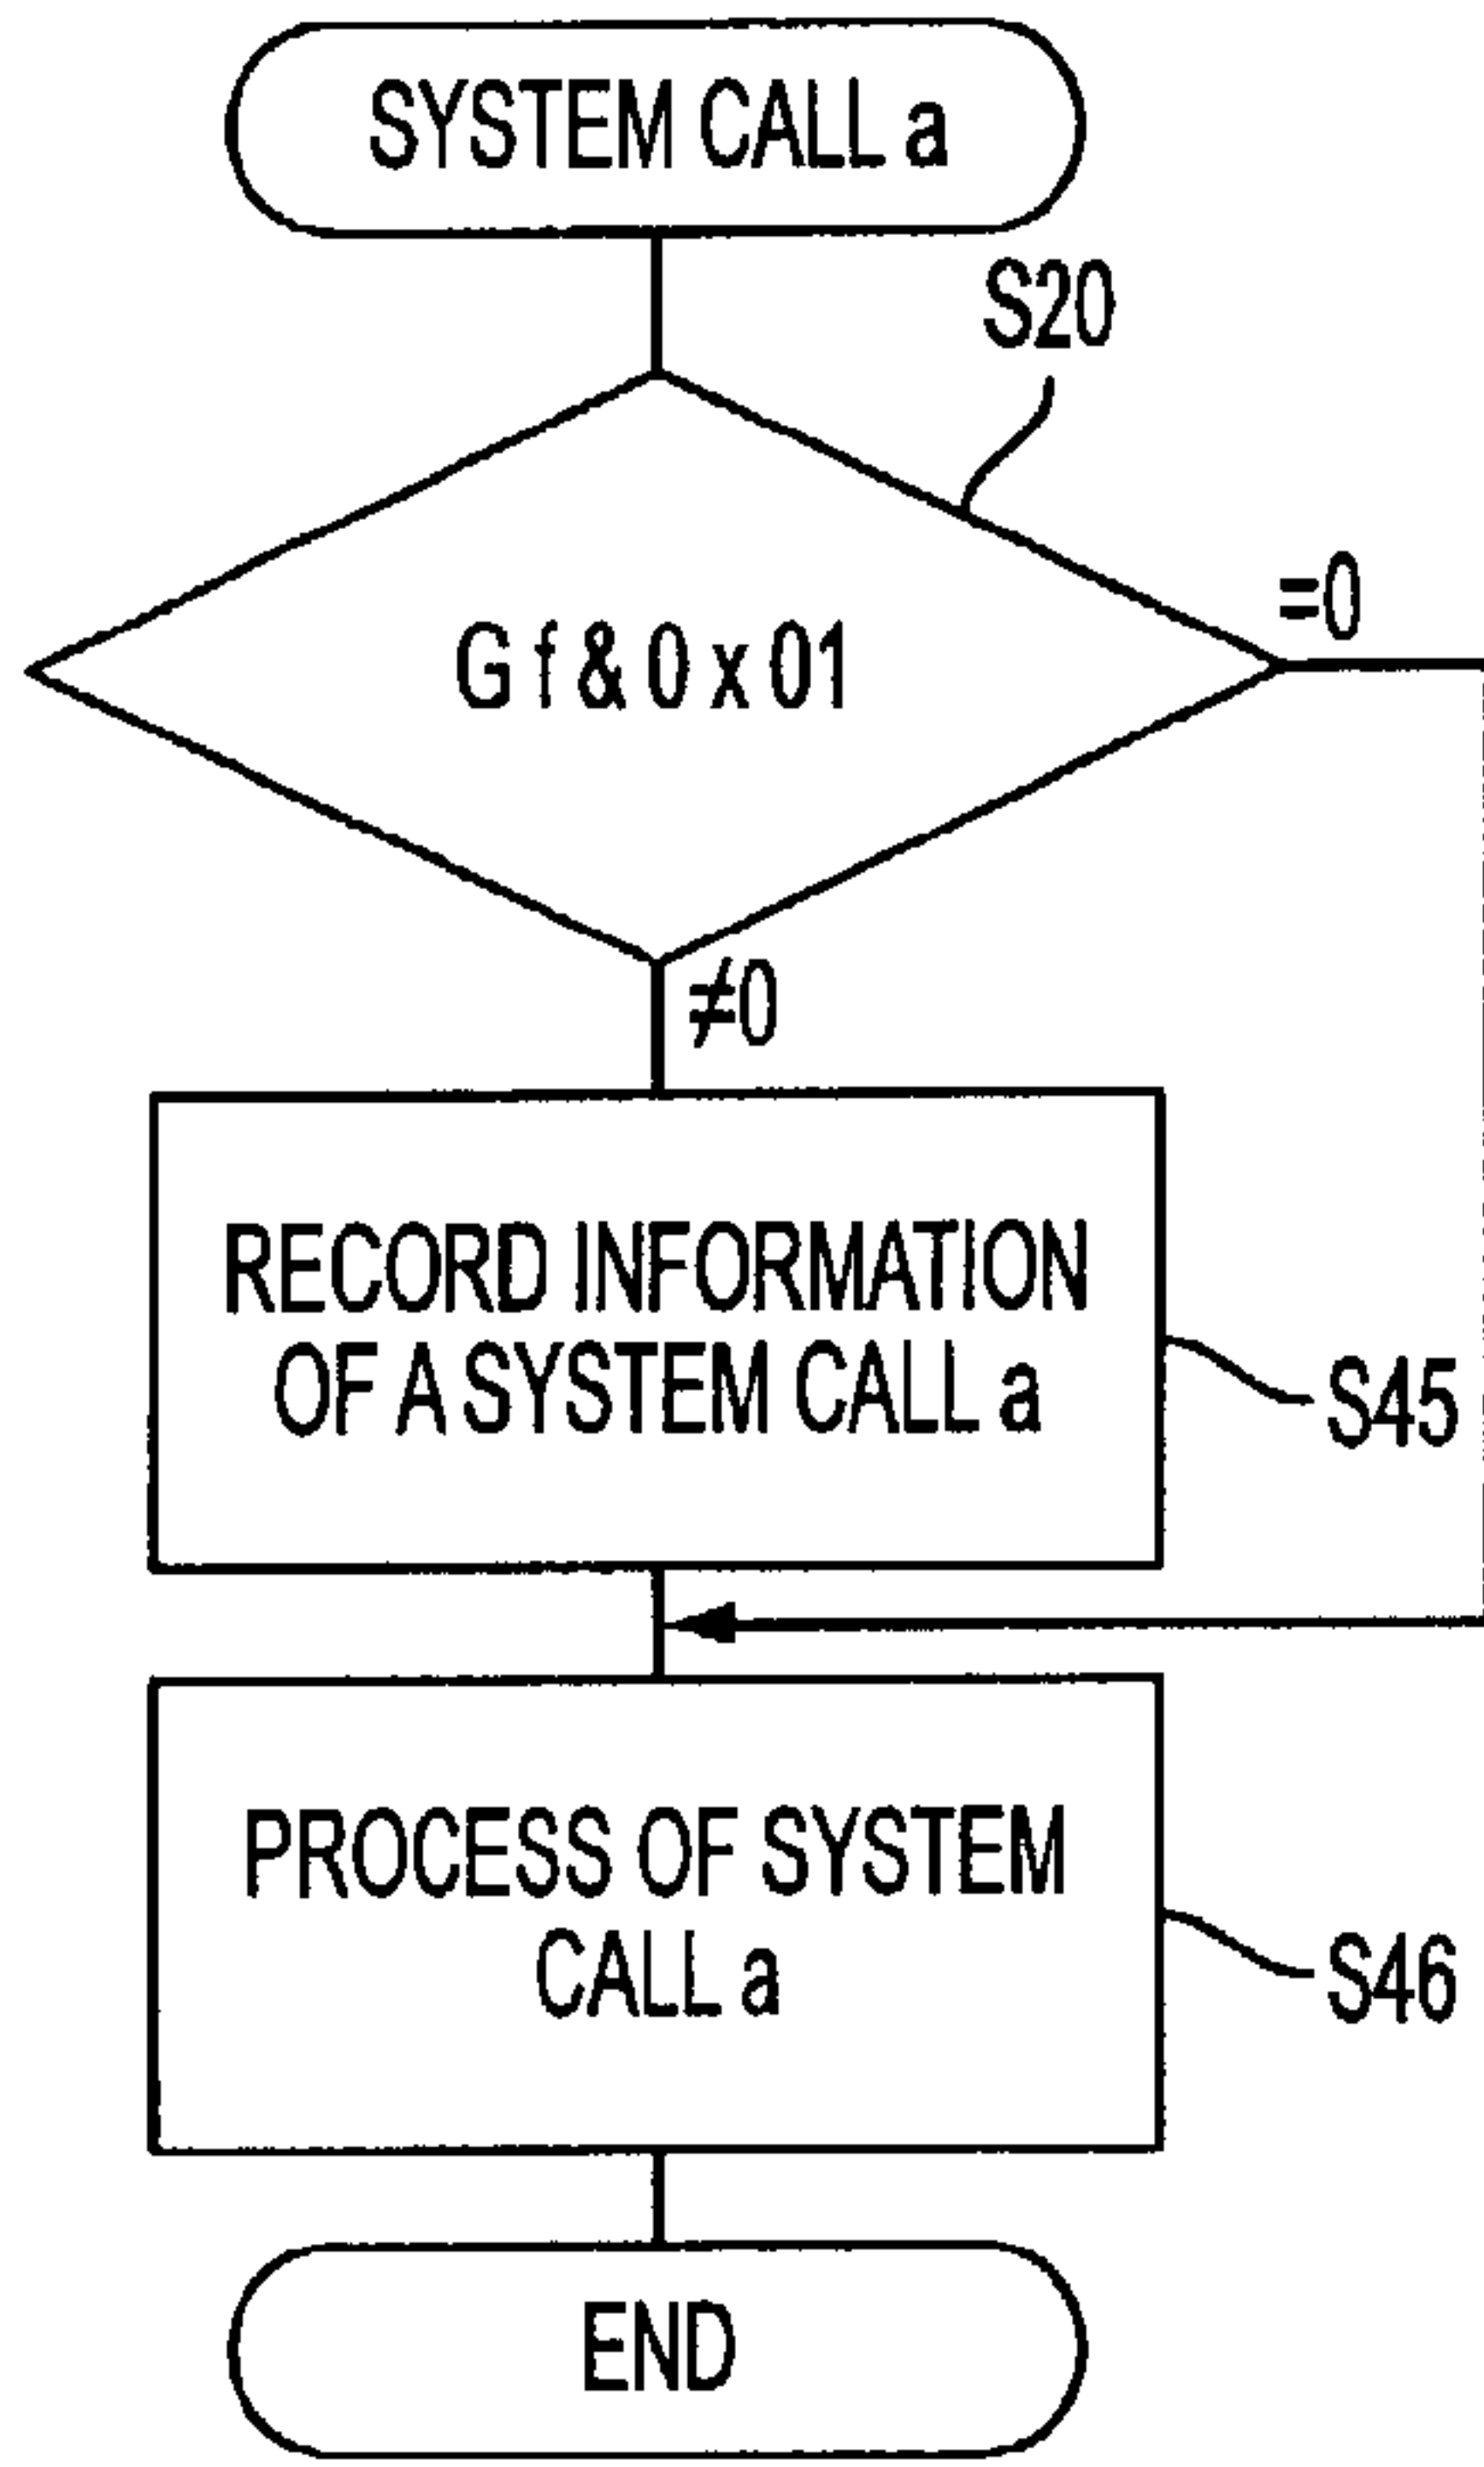 SYSTEM CALL a
S20
G f & 0 x 01
=0
≠0
RECORD INFORMATION
OF A SYSTEM CALL a
S45
PROCESS OF SYSTEM
CALL a
S46
END